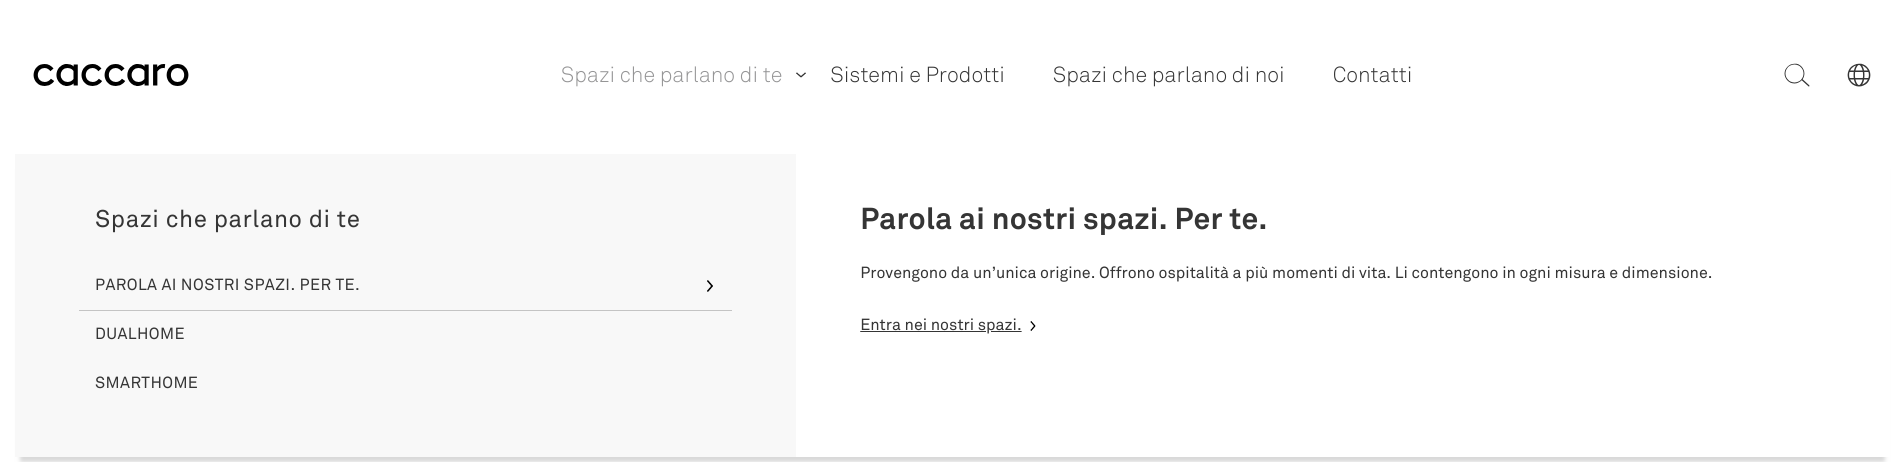 caccaro
Spazi che parlano di te
Sistemi e Prodotti
Spazi che parlano di noi
Contatti
Spazi che parlano di te
PAROLA AI NOSTRI SPAZI. PER TE.
DUALHOME
SMARTHOME
Parola ai nostri spazi. Per te.
Provengono da un’unica origine. Offrono ospitalità a più momenti di vita. Li contengono in ogni misura e dimensione.
Entra nei nostri spazi.